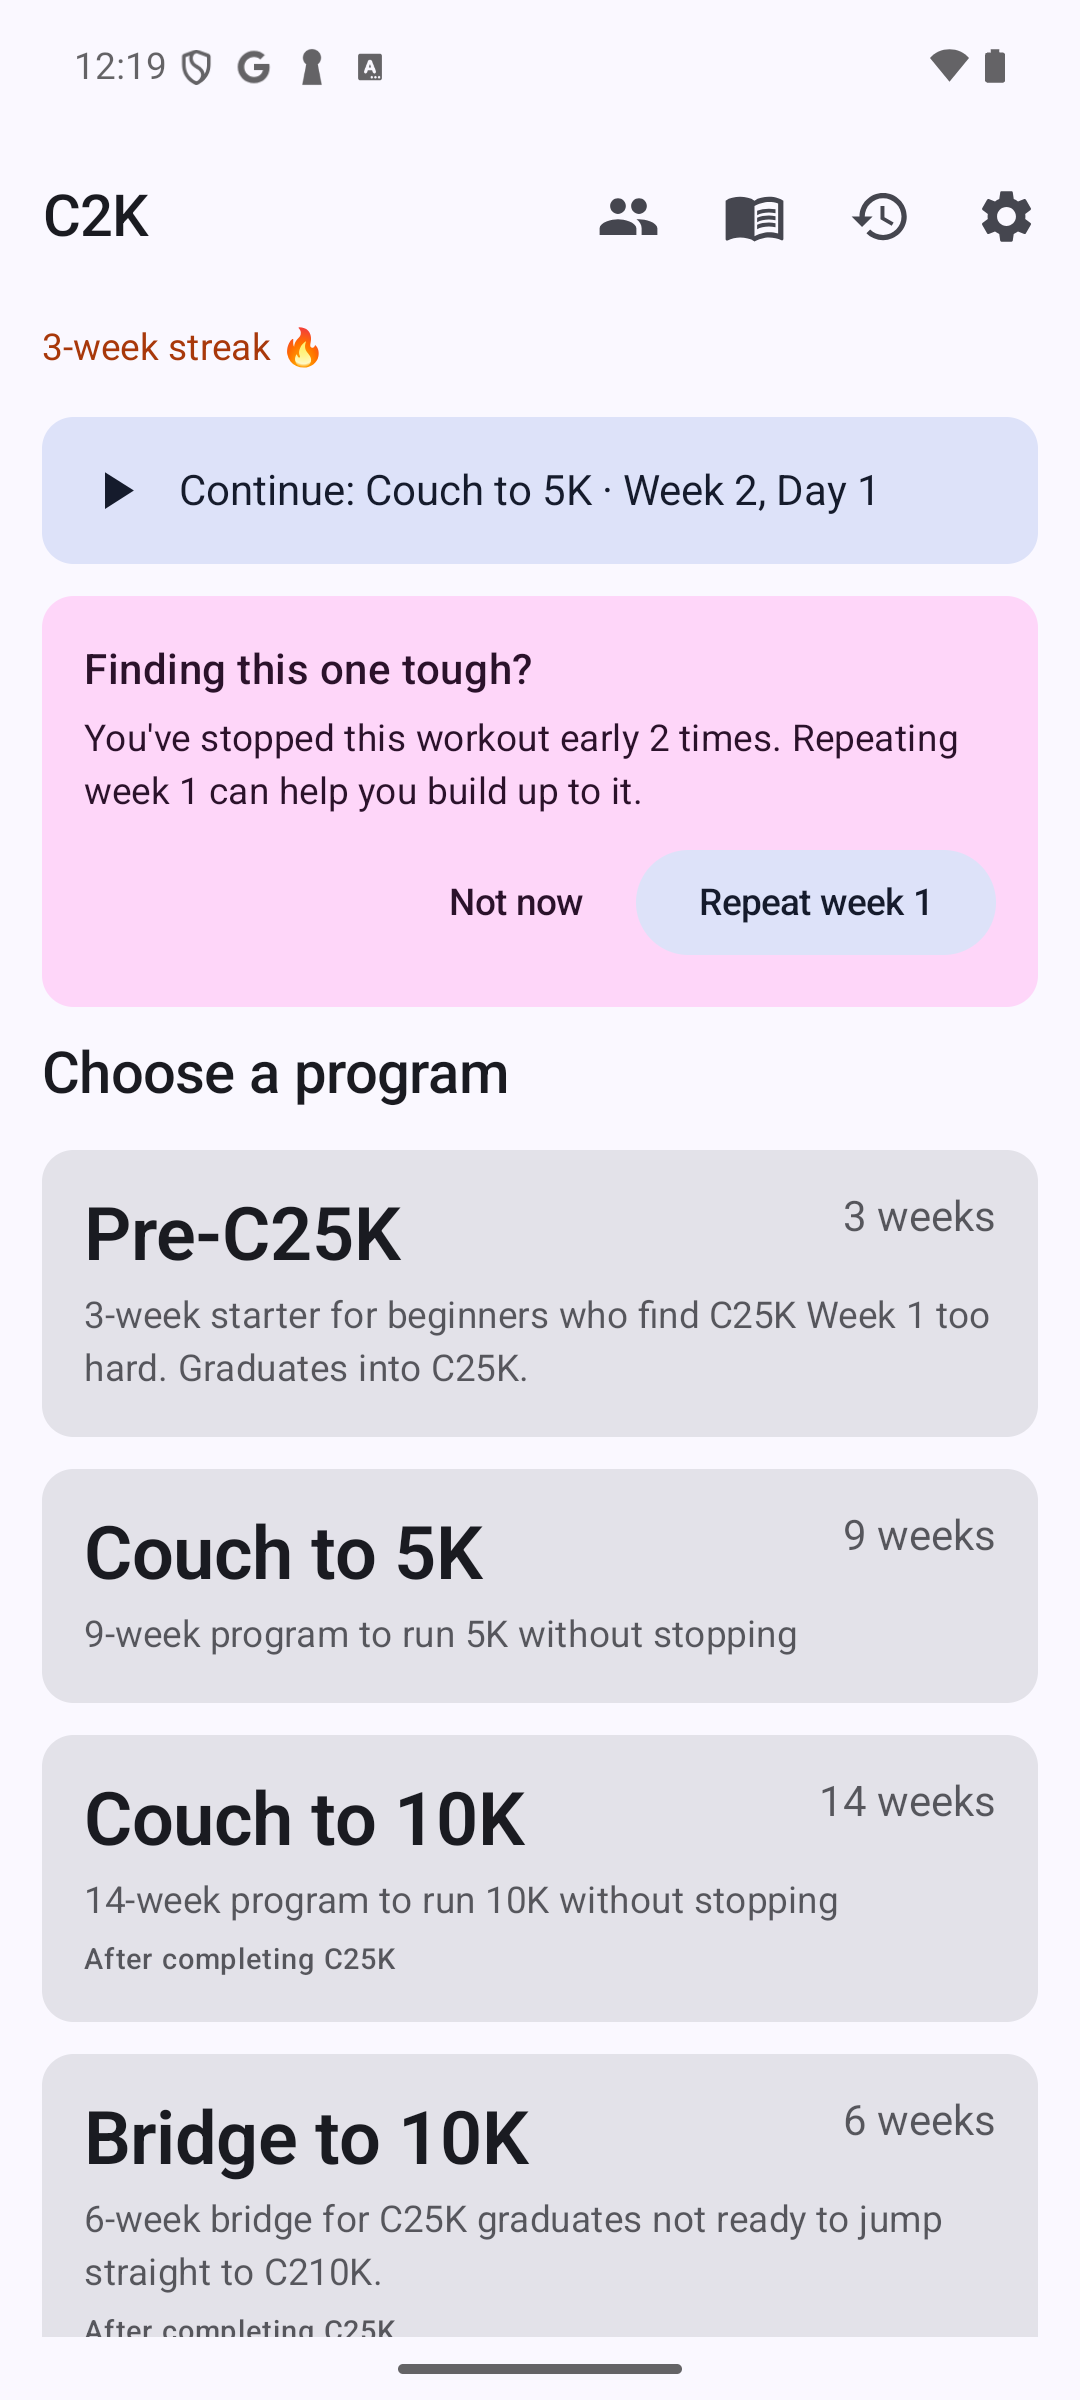 12:19
C2K
3-week streak 🔥
Continue: Couch to 5K · Week 2, Day 1
Finding this one tough?
You've stopped this workout early 2 times. Repeating
week 1 can help you build up to it.
Not now
Repeat week 1
Choose a program
Pre-C25K
3 weeks
3-week starter for beginners who find C25K Week 1 too
hard. Graduates into C25K.
Couch to 5K
9 weeks
9-week program to run 5K without stopping
Couch to 10K
14 weeks
14-week program to run 10K without stopping
After completing C25K
Bridge to 10K
6 weeks
6-week bridge for C25K graduates not ready to jump
straight to C210K.
After completing C25K